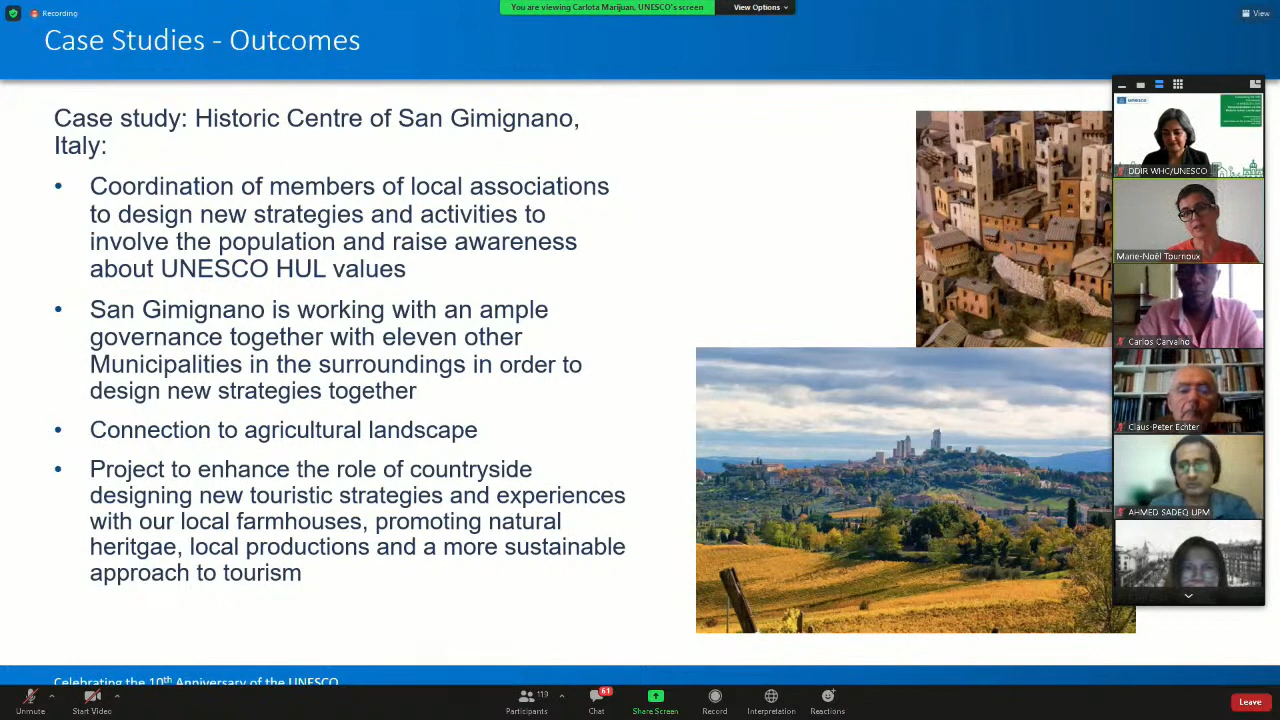 Recording
You are viewing Carlota Marijuan, UNESCO's screen
View Options
View
Case Studies - Outcomes
Case study: Historic Centre of San Gimignano,
Italy:
• Coordination of members of local associations
to design new strategies and activities to
involve the population and raise awareness
about UNESCO HUL values
• San Gimignano is working with an ample
governance together with eleven other
Municipalities in the surroundings in order to
design new strategies together
• Connection to agricultural landscape
• Project to enhance the role of countryside
designing new touristic strategies and experiences
with our local farmhouses, promoting natural
heritgae, local productions and a more sustainable
approach to tourism
UNESCO
DDIR WHC/UNESCO
Marie-Noël Tournoux
Carlos Carvalho
Claus-Peter Echter
AHMED SADEQ UPM
Celebrating the 10th Anniversary of the UNESCO
Unmute
Start Video
119
Participants
61
Chat
Share Screen
Record
Interpretation
Reactions
Leave